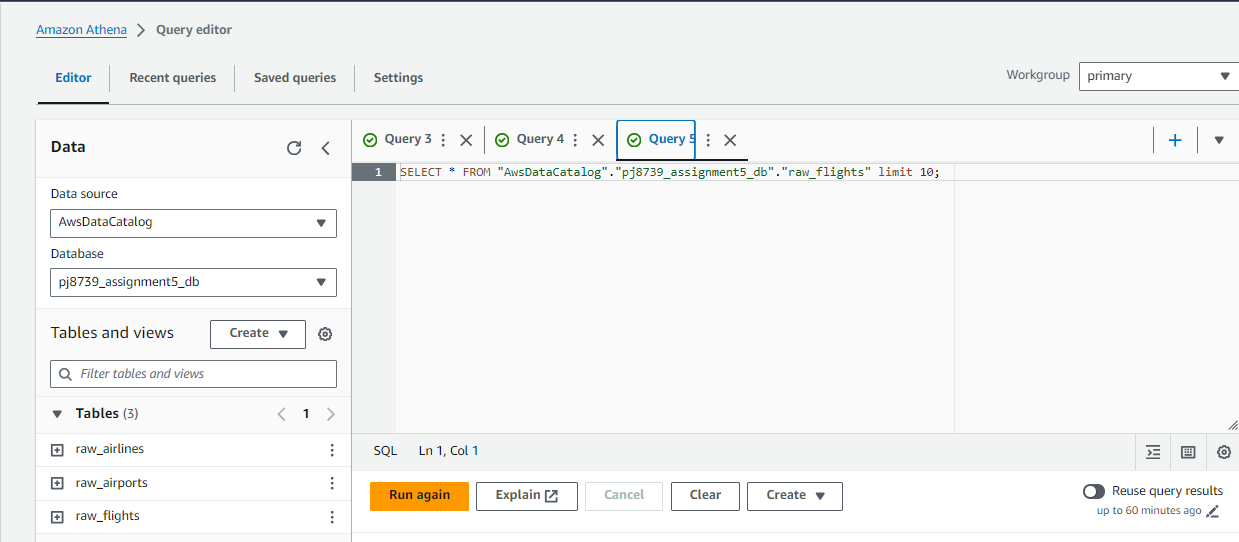 Amazon Athena > Query editor
Editor Recent queries Saved queries Settings
Workgroup primary
Data
Data source
AwsDataCatalog
Database
pj8739_assignment5_db
Tables and views Create
Filter tables and views
Tables (3) 1
raw_airlines
raw_airports
raw_flights
Query 3 Query 4 Query 5
1 SELECT * FROM "AwsDataCatalog"."pj8739_assignment5_db"."raw_flights" limit 10;
SQL Ln 1, Col 1
Run again Explain Cancel Clear Create
Reuse query results
up to 60 minutes ago